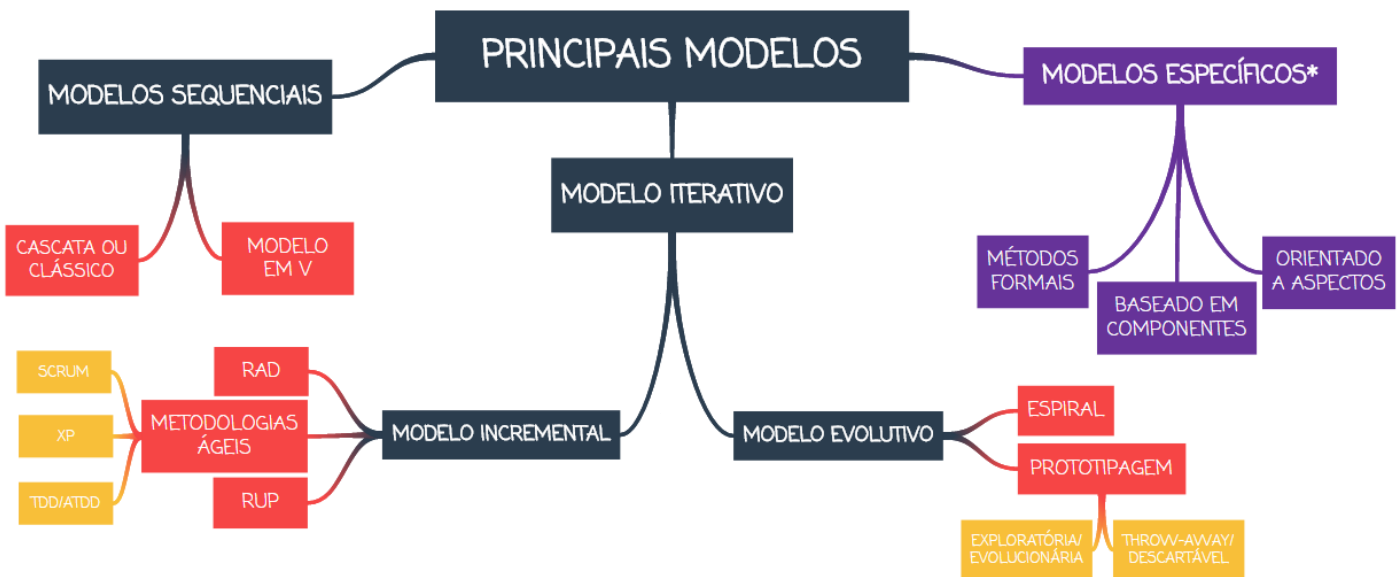 PRINCIPAIS MODELOS
MODELOS SEQUENCIAIS
MODELOS ESPECÍFICOS*
MODELO ITERATIVO
CASCATA OU
CLÁSSICO
MODELO
EM V
MÉTODOS
FORMAIS
BASEADO EM
COMPONENTES
ORIENTADO
A ASPECTOS
SCRUM
XP
TDD/ATDD
METODOLOGIAS
ÁGEIS
RAD
RUP
MODELO INCREMENTAL
MODELO EVOLUTIVO
ESPIRAL
PROTOTIPAGEM
EXPLORATÓRIA/
EVOLUCIONÁRIA
THROW-AWAY/
DESCARTÁVEL